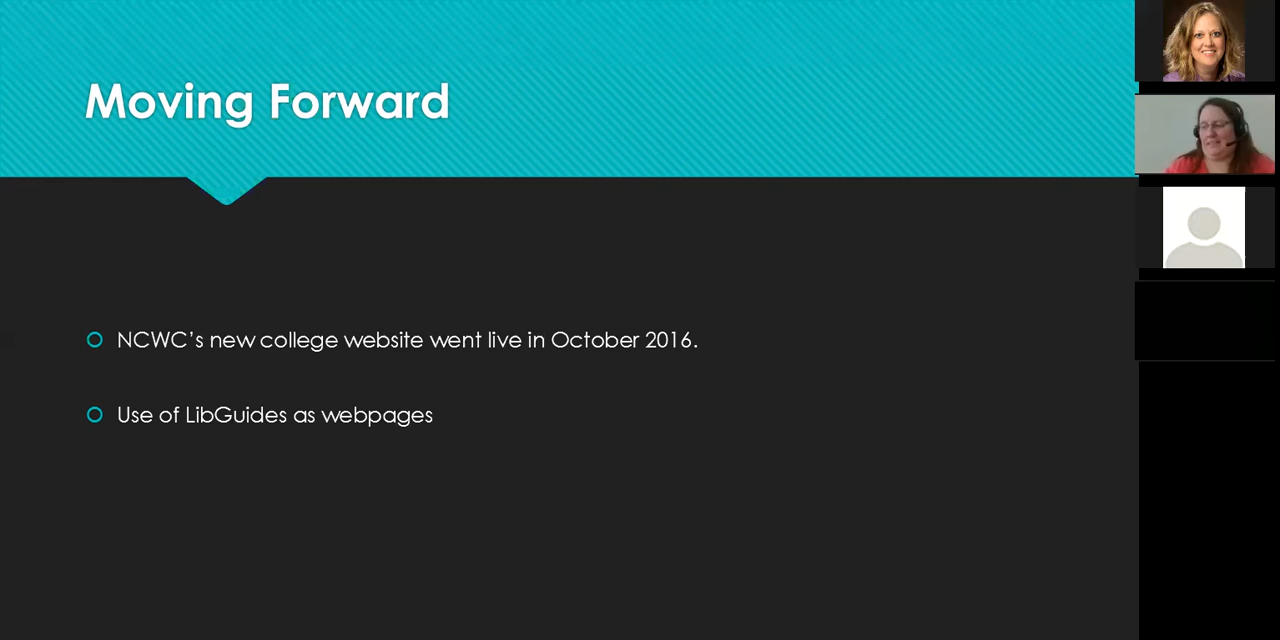 Moving Forward
NCWC’s new college website went live in October 2016.
Use of LibGuides as webpages